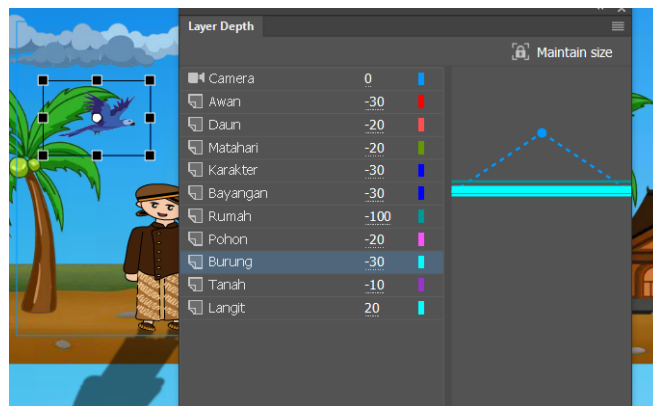 Layer Depth
Maintain size
Camera 0
Awan -30
Daun -20
Matahari -20
Karakter -30
Bayangan -30
Rumah -100
Pohon -20
Burung -30
Tanah -10
Langit 20